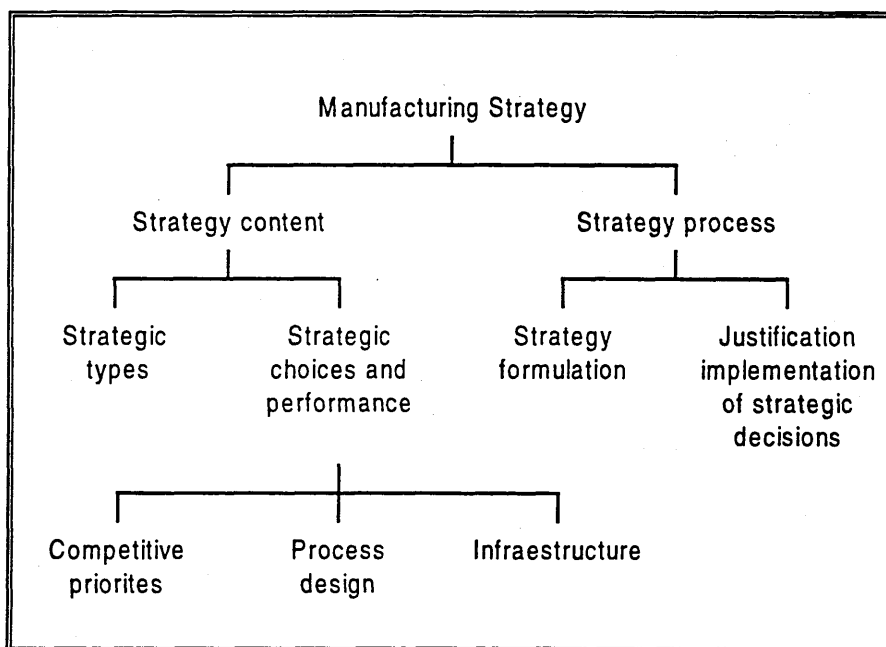 Manufacturing Strategy
Strategy content
Strategy process
Strategic
types
Strategic
choices and
performance
Strategy
formulation
Justification
implementation
of strategic
decisions
Competitive
priorites
Process
design
Infraestructure